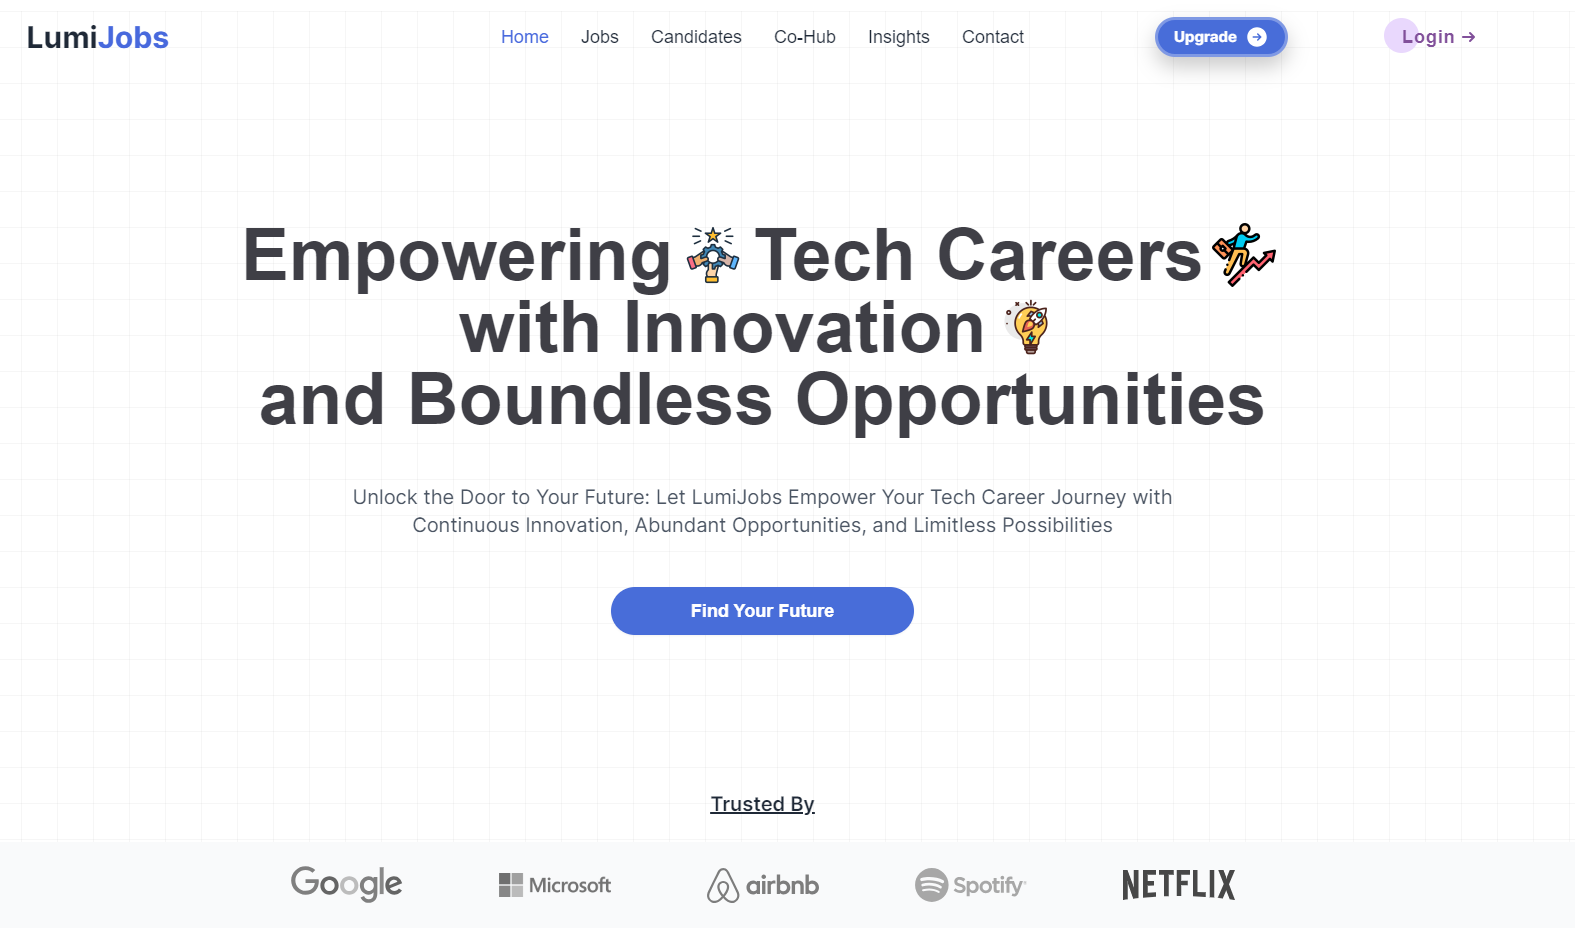 LumiJobs
Home Jobs Candidates Co-Hub Insights Contact
Upgrade
Login →
Empowering Tech Careers
with Innovation
and Boundless Opportunities
Unlock the Door to Your Future: Let LumiJobs Empower Your Tech Career Journey with
Continuous Innovation, Abundant Opportunities, and Limitless Possibilities
Find Your Future
Trusted By
Google Microsoft airbnb Spotify NETFLIX